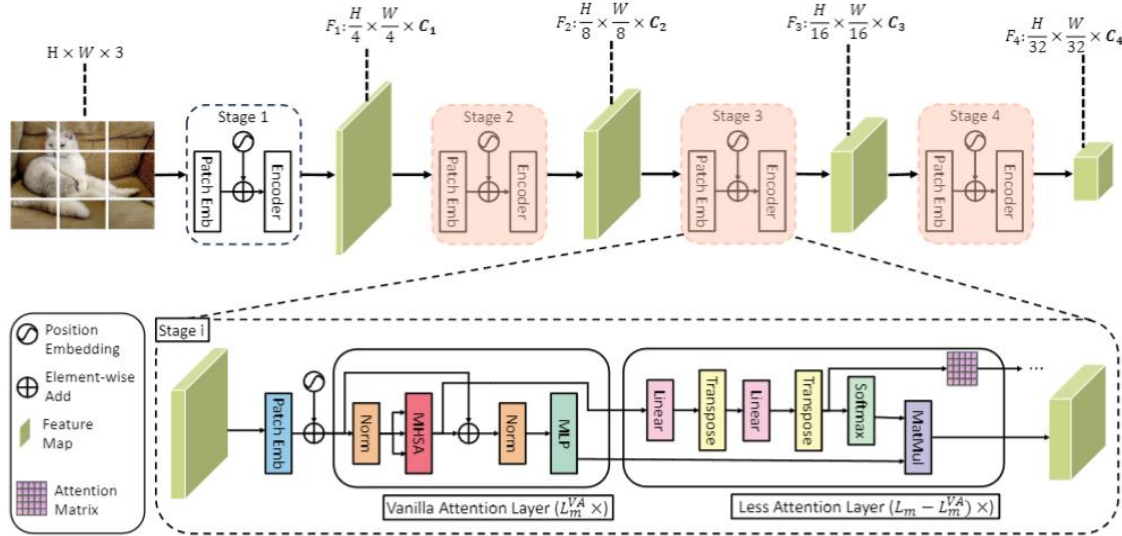 H × W × 3
F₁: H/4 × W/4 × C₁
F₂: H/8 × W/8 × C₂
F₃: H/16 × W/16 × C₃
F₄: H/32 × W/32 × C₄
Stage 1
Patch Emb
Encoder
Stage 2
Patch Emb
Encoder
Stage 3
Patch Emb
Encoder
Stage 4
Patch Emb
Encoder
Position
Embedding
Element-wise
Add
Feature
Map
Attention
Matrix
Stage i
Patch Emb
Norm
MHSA
Norm
MLP
Vanilla Attention Layer (L_m^VA ×)
Linear
Transpose
Linear
Transpose
Softmax
MatMul
...
Less Attention Layer (L_m − L_m^VA) ×)